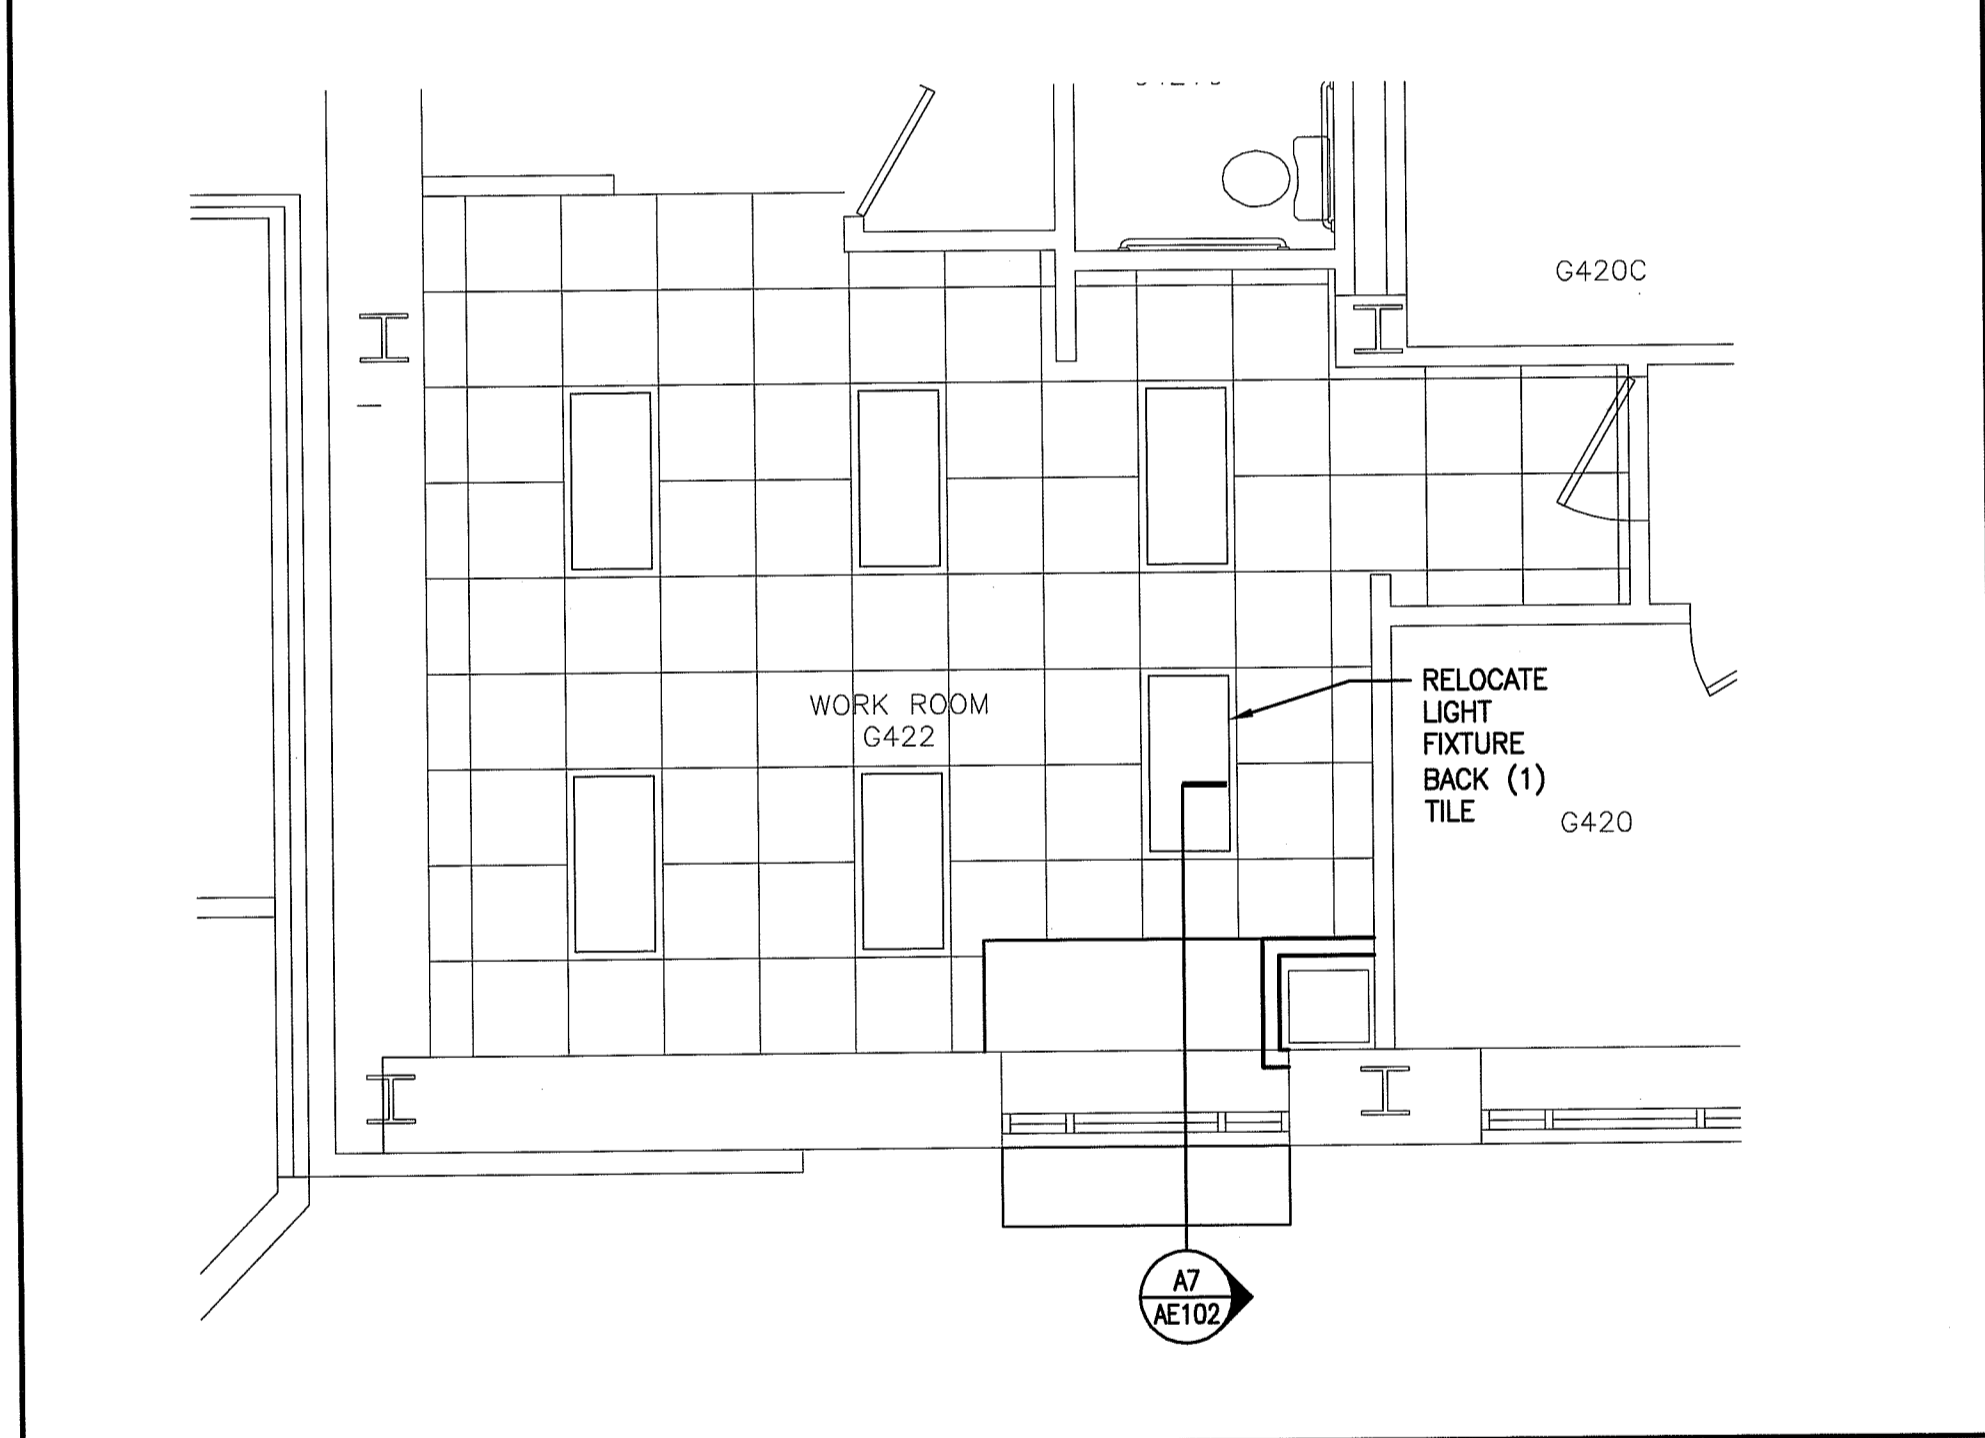 G420C
WORK ROOM
G422
RELOCATE
LIGHT
FIXTURE
BACK (1)
TILE
G420
A7
AE102